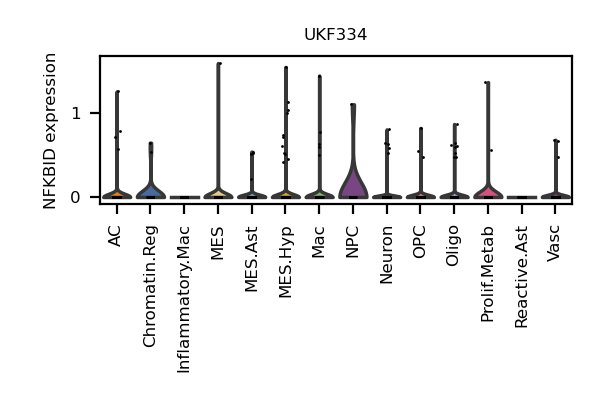 UKF334
NFKBID expression
1
0
AC
Chromatin.Reg
Inflammatory.Mac
MES
MES.Ast
MES.Hyp
Mac
NPC
Neuron
OPC
Oligo
Prolif.Metab
Reactive.Ast
Vasc